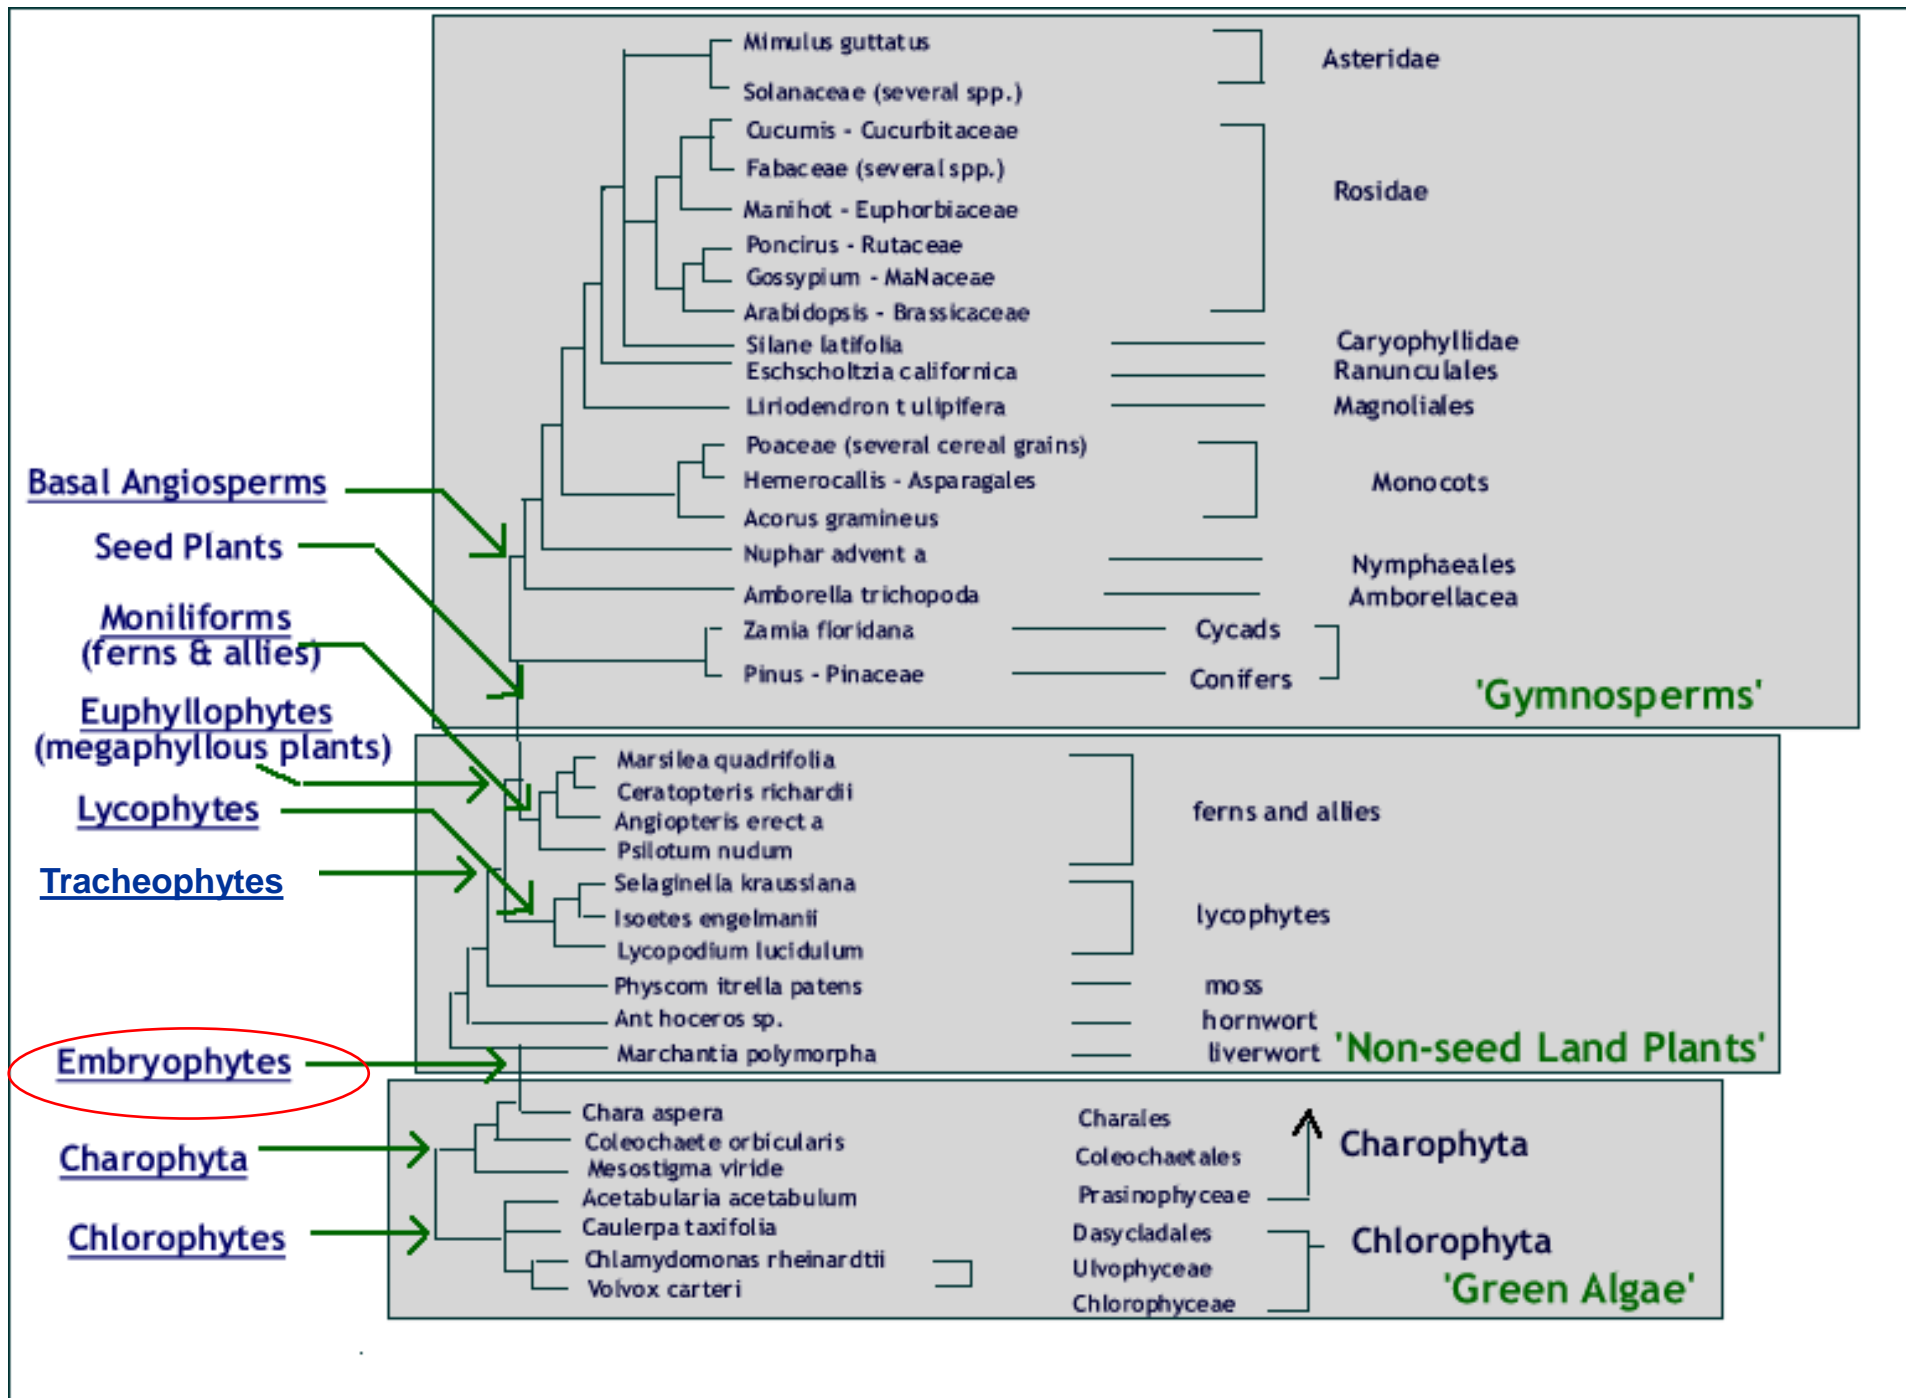 Mimulus guttatus
Asteridae
Solanaceae (several spp.)
Cucumis - Cucurbitaceae
Fabaceae (several spp.)
Rosidae
Manihot - Euphorbiaceae
Poncirus - Rutaceae
Gossypium - MaNaceae
Arabidopsis - Brassicaceae
Silane latifolia
Caryophyllidae
Eschscholtzia californica
Ranunculales
Liriodendron t ulipifera
Magnoliales
Poaceae (several cereal grains)
Hemerocallis - Asparagales
Monocots
Acorus gramineus
Nuphar advent a
Nymphaeales
Amborella trichopoda
Amborellacea
Zamia floridana
Cycads
Pinus - Pinaceae
Conifers
'Gymnosperms'
Basal Angiosperms
Seed Plants
Moniliforms
(ferns & allies)
Euphyllophytes
(megaphyllous plants)
Lycophytes
Tracheophytes
Embryophytes
Charophyta
Chlorophytes
Marsilea quadrifolia
Ceratopteris richardii
ferns and allies
Angiopteris erect a
Psilotum nudum
Selaginella kraussiana
Isoetes engelmanii
lycophytes
Lycopodium lucidulum
Physcom itrella patens
moss
Ant hoceros sp.
hornwort
Marchantia polymorpha
liverwort
'Non-seed Land Plants'
Chara aspera
Charales
Coleochaete orbicularis
Coleochaetales
Charophyta
Mesostigma viride
Prasinophyceae
Acetabularia acetabulum
Dasycladales
Caulerpa taxifolia
Ulvophyceae
Chlorophyta
Chlamydomonas rheinardtii
Volvox carteri
Chlorophyceae
'Green Algae'